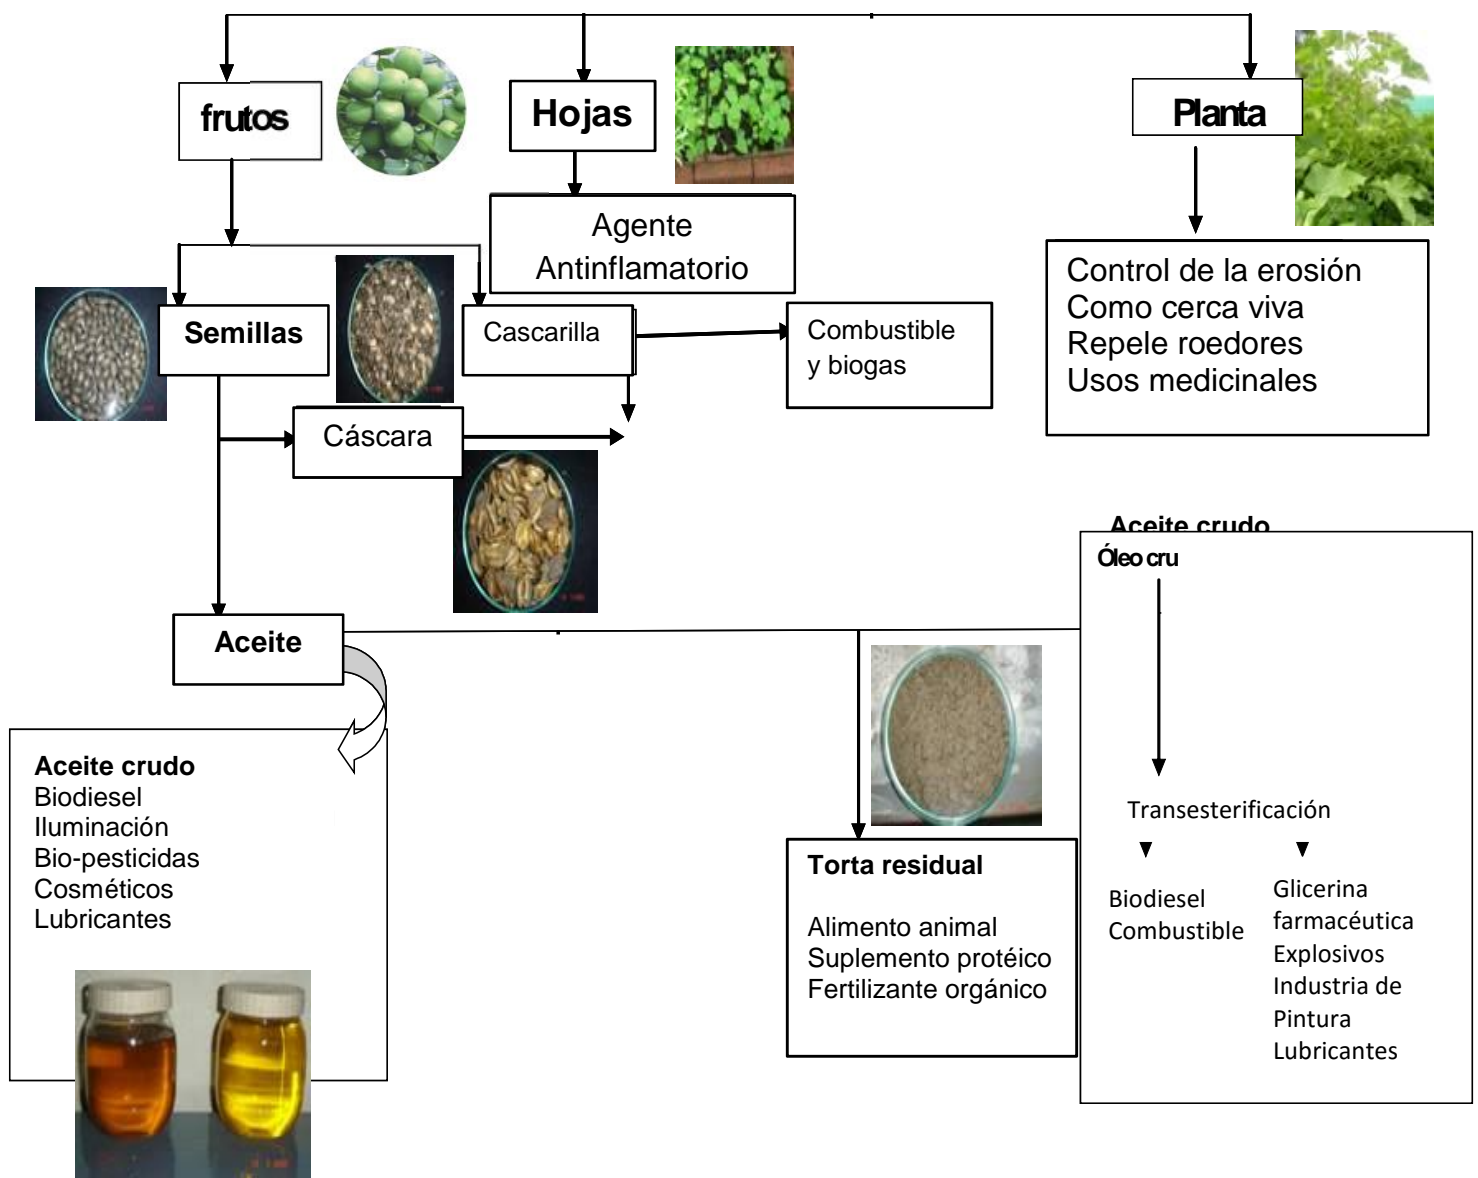 frutos
Hojas
Planta
Agente
Antinflamatorio
Control de la erosión
Como cerca viva
Repele roedores
Usos medicinales
Semillas
Cascarilla
Combustible
y biogas
Cáscara
Aceite crudo
Óleo cru
Aceite
Transesterificación
Biodiesel
Combustible
Glicerina
farmacéutica
Explosivos
Industria de
Pintura
Lubricantes
Aceite crudo
Biodiesel
Iluminación
Bio-pesticidas
Cosméticos
Lubricantes
Torta residual
Alimento animal
Suplemento protéico
Fertilizante orgánico